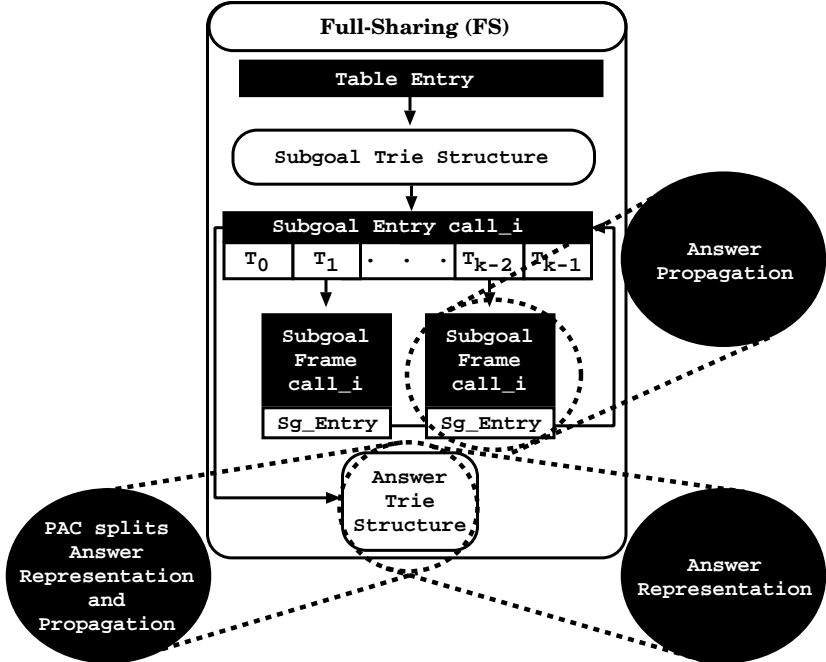 Full-Sharing (FS)
Table Entry
Subgoal Trie Structure
Subgoal Entry call_i
T0 T1 . . . Tk-2 Tk-1
Answer
Propagation
Subgoal
Frame
call_i
Sg_Entry
Subgoal
Frame
call_i
Sg_Entry
Answer
Trie
Structure
PAC splits
Answer
Representation
and
Propagation
Answer
Representation